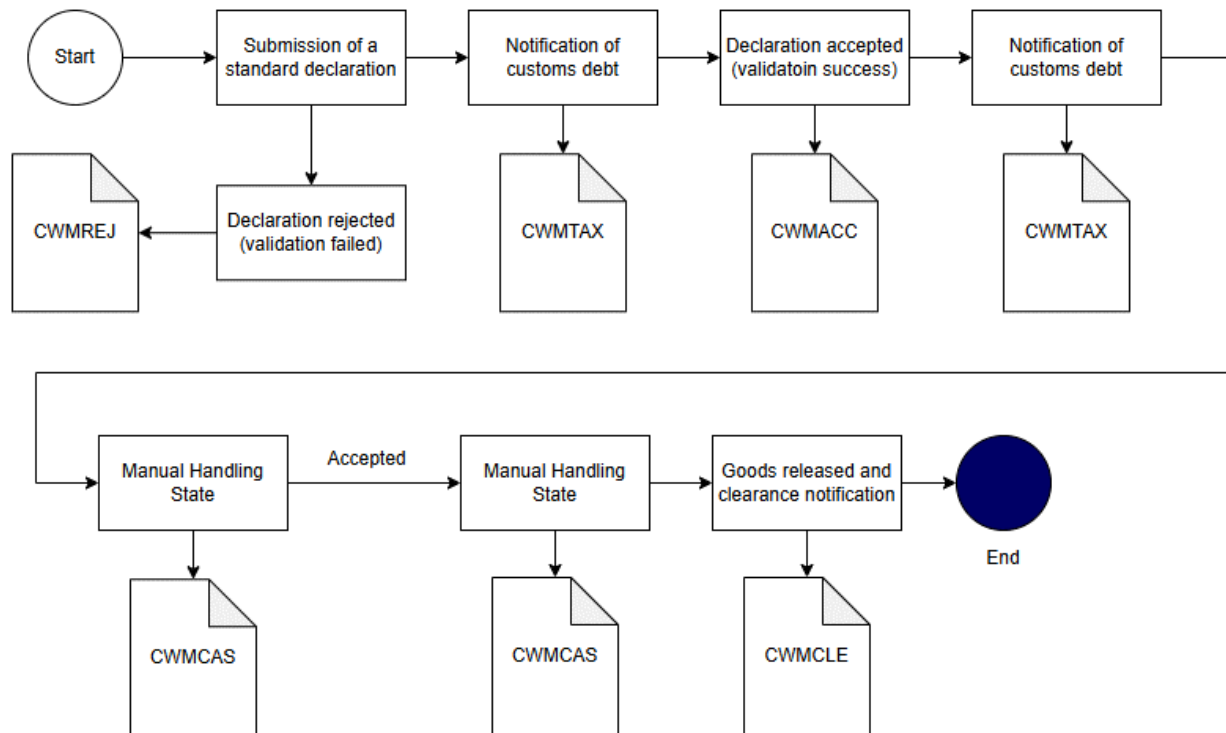 Start
Submission of a
standard declaration
Notification of
customs debt
Declaration accepted
(validatoin success)
Notification of
customs debt
CWMREJ
Declaration rejected
(validation failed)
CWMTAX
CWMACC
CWMTAX
Manual Handling
State
Accepted
Manual Handling
State
Goods released and
clearance notification
End
CWMCAS
CWMCAS
CWMCLE